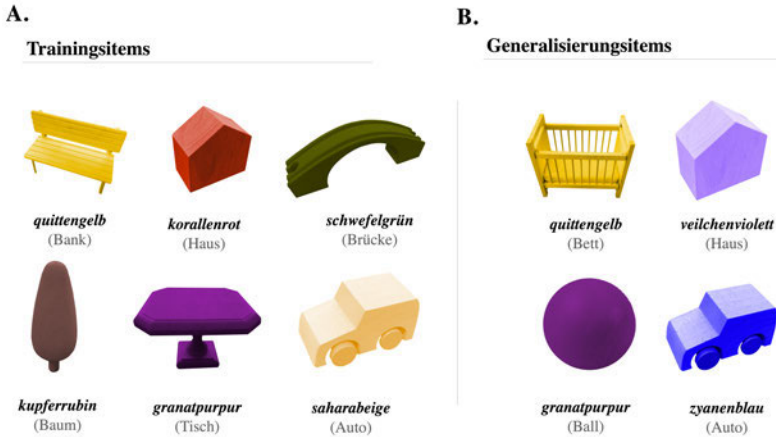 A.
Trainingsitems
quittengelb
(Bank)
korallenrot
(Haus)
schwefelgrün
(Brücke)
kupferrubin
(Baum)
granatpurpur
(Tisch)
saharabeige
(Auto)
B.
Generalisierungsitems
quittengelb
(Bett)
veilchenviolett
(Haus)
granatpurpur
(Ball)
zyanenblau
(Auto)